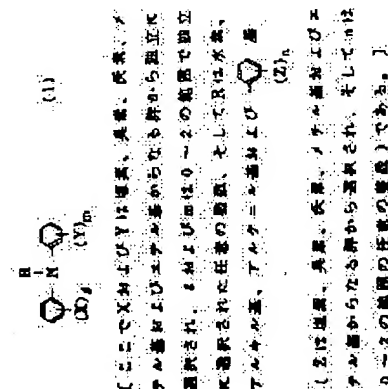 R
N
(X)ℓ (Y)m (1)
〔ここでXおよびYは塩素、臭素、沃素、メ
チル基およびエチル基からなる群から独立に
選択され、ℓおよびmは0～2の範囲で独立
に選択された任意の整数、そしてRは水素、
アルキル基、アルケニル基および 基
(Z)n
(Zは塩素、臭素、沃素、メチル基およびエ
チル基からなる群から選択され、そしてnは
0～2の範囲の任意の整数)である。〕